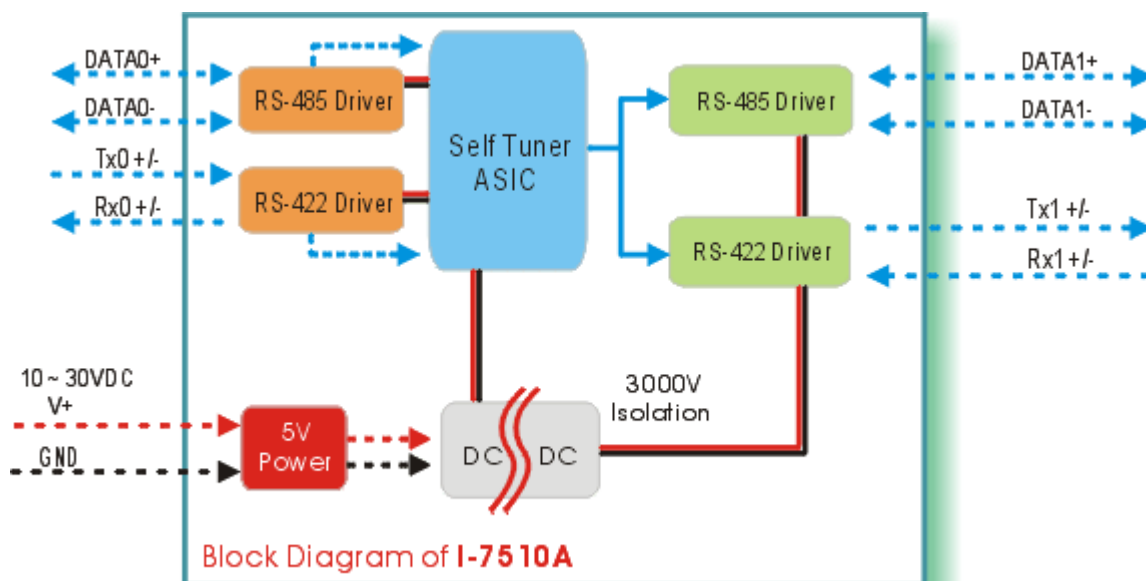 DATA0+
DATA0-
Tx0 +/-
Rx0 +/-
RS-485 Driver
RS-422 Driver
Self Tuner
ASIC
RS-485 Driver
RS-422 Driver
DATA1+
DATA1-
Tx1 +/-
Rx1 +/-
10 ~ 30VDC
V+
GND
5V
Power
DC DC
3000V
Isolation
Block Diagram of I-7510A